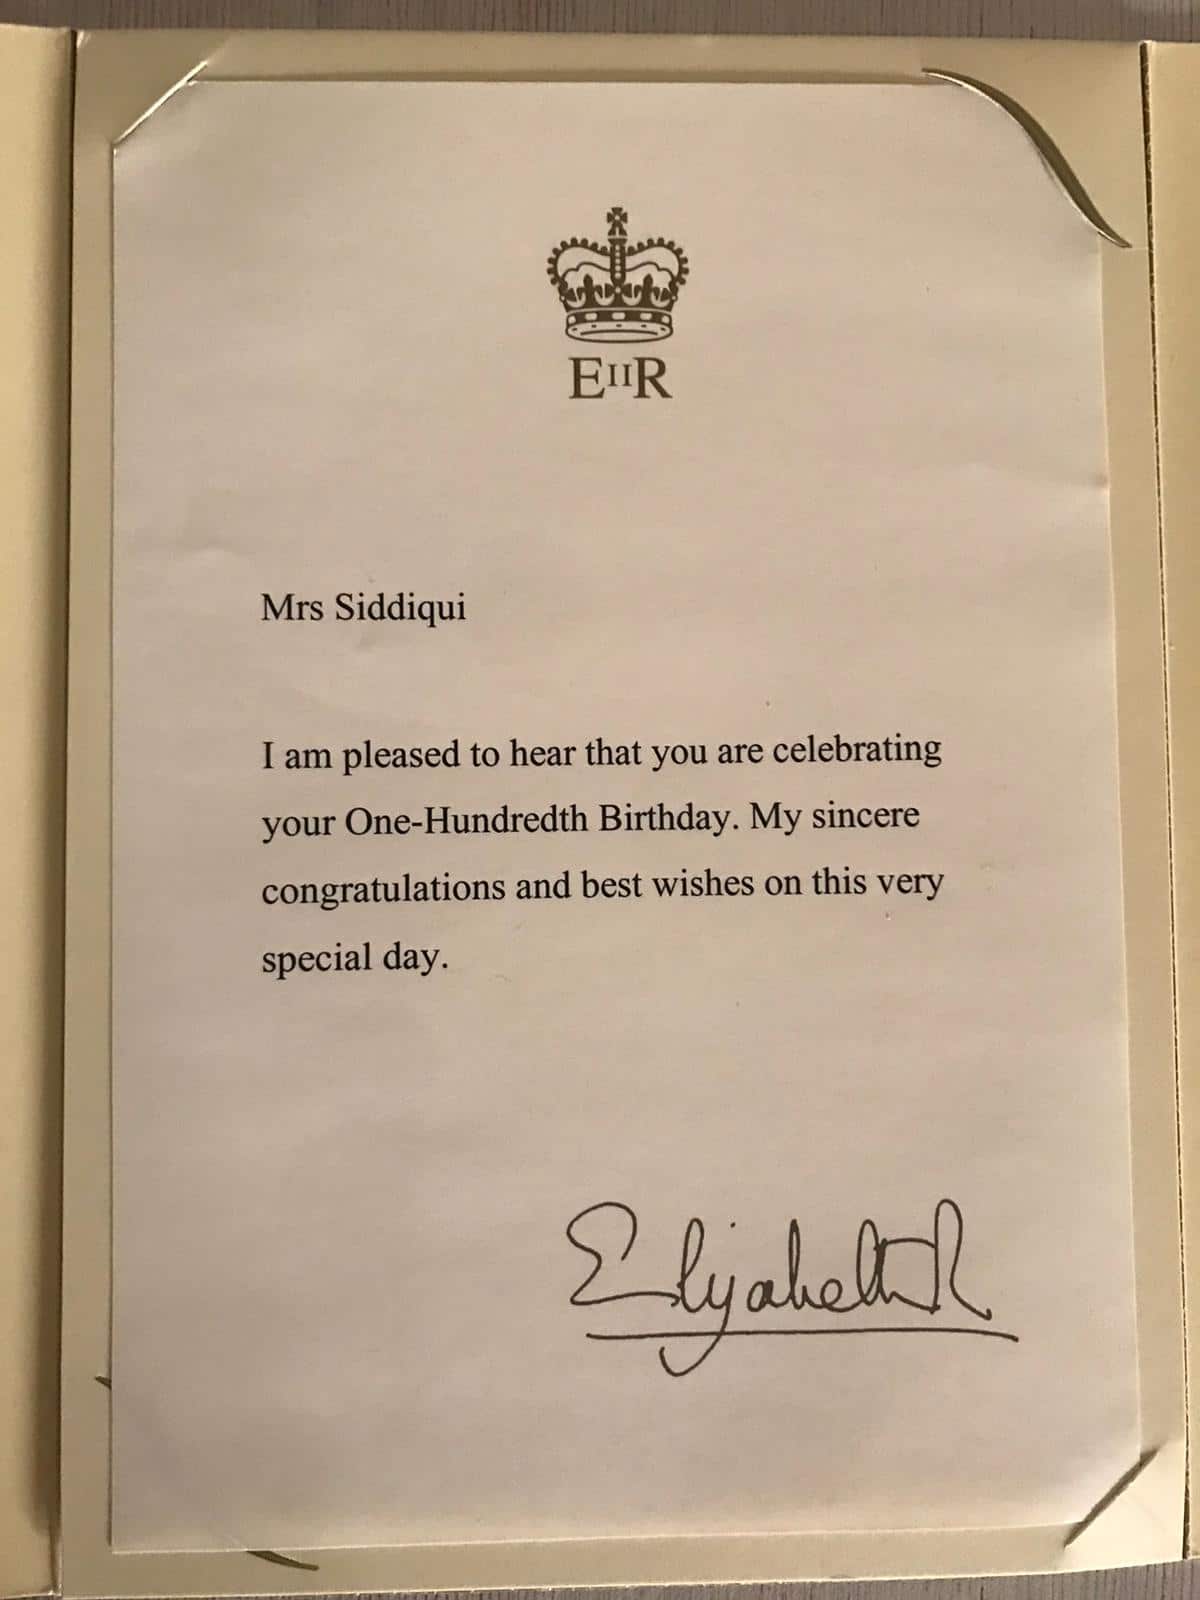 EIIR
Mrs Siddiqui
I am pleased to hear that you are celebrating
your One-Hundredth Birthday. My sincere
congratulations and best wishes on this very
special day.
Elizabeth R